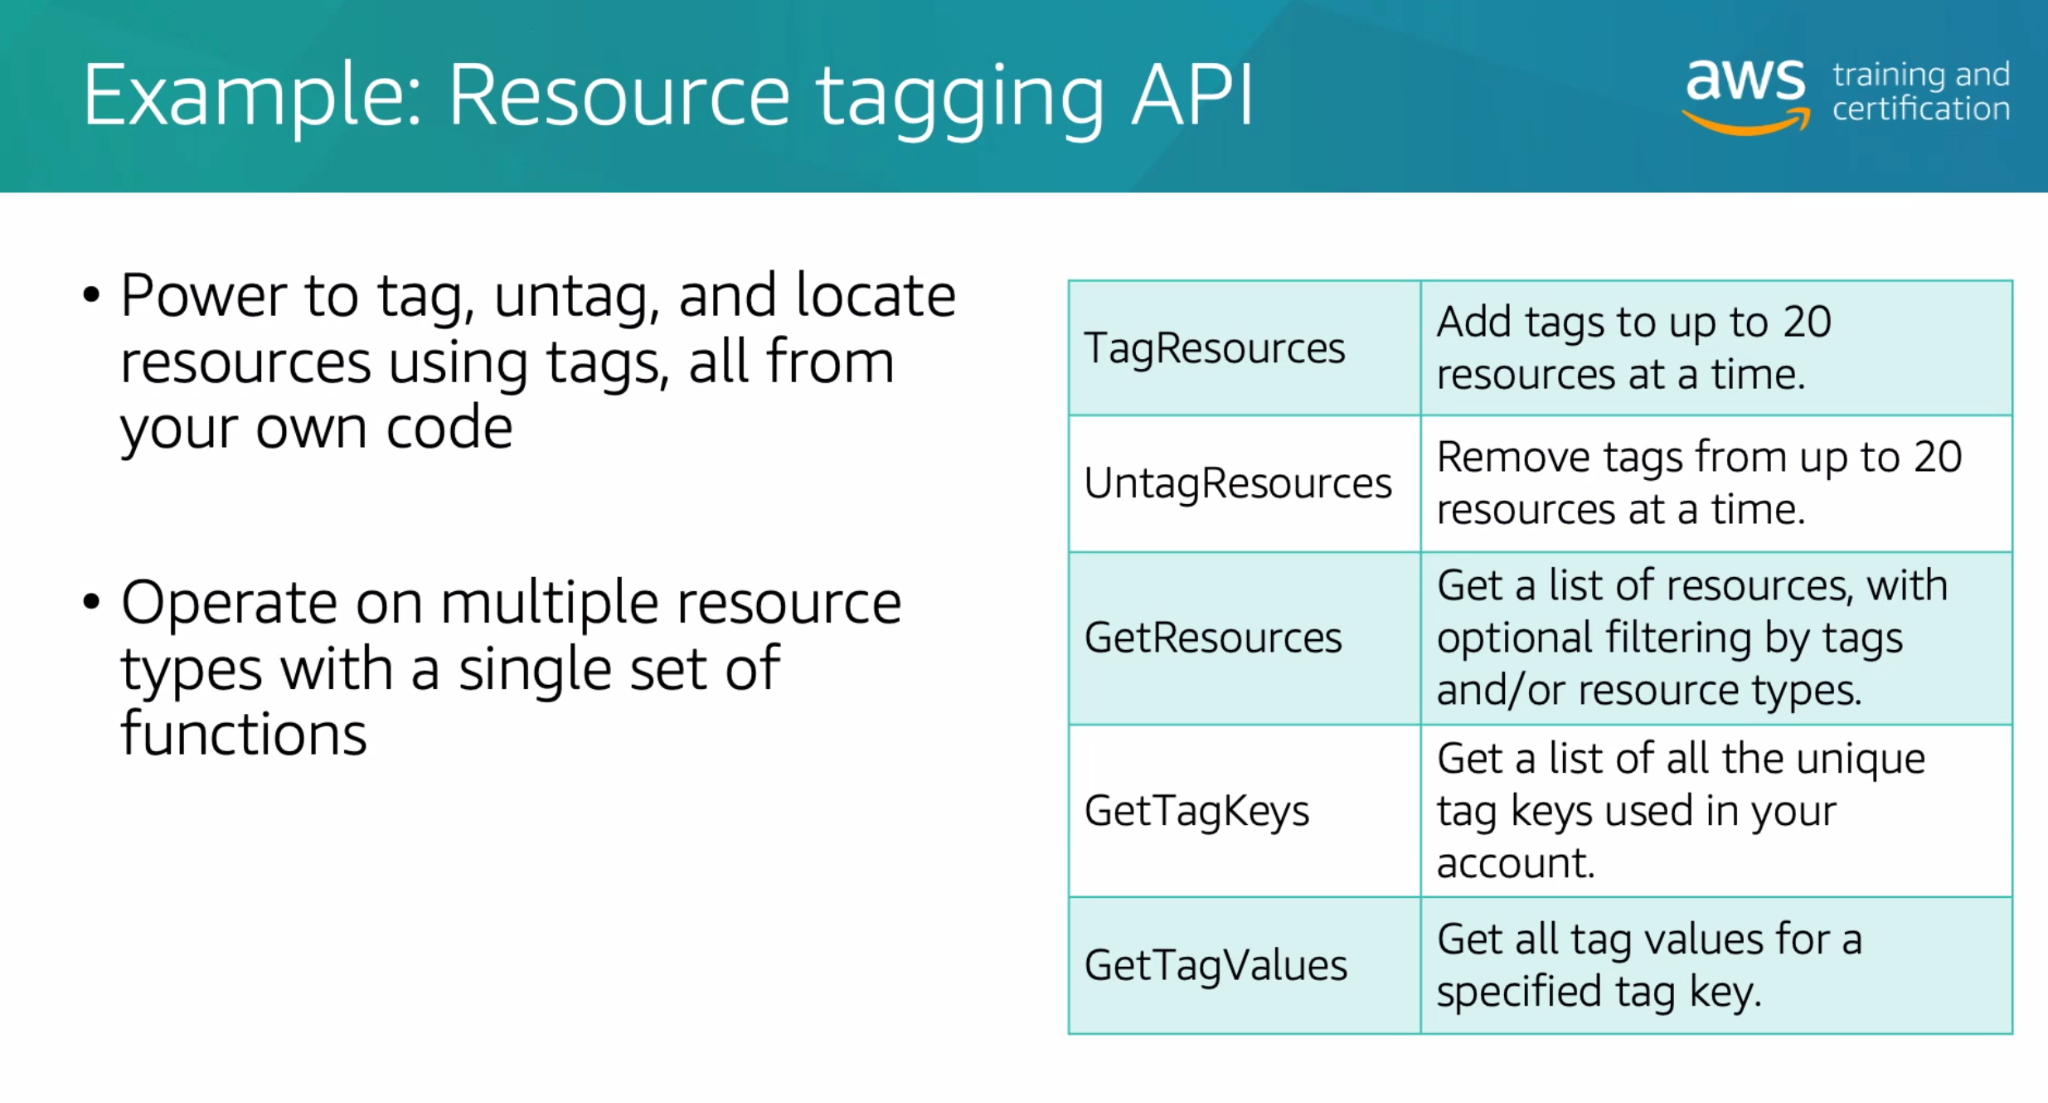 Example: Resource tagging API
aws training and
certification
• Power to tag, untag, and locate
resources using tags, all from
your own code
• Operate on multiple resource
types with a single set of
functions
TagResources
Add tags to up to 20
resources at a time.
UntagResources
Remove tags from up to 20
resources at a time.
GetResources
Get a list of resources, with
optional filtering by tags
and/or resource types.
GetTagKeys
Get a list of all the unique
tag keys used in your
account.
GetTagValues
Get all tag values for a
specified tag key.